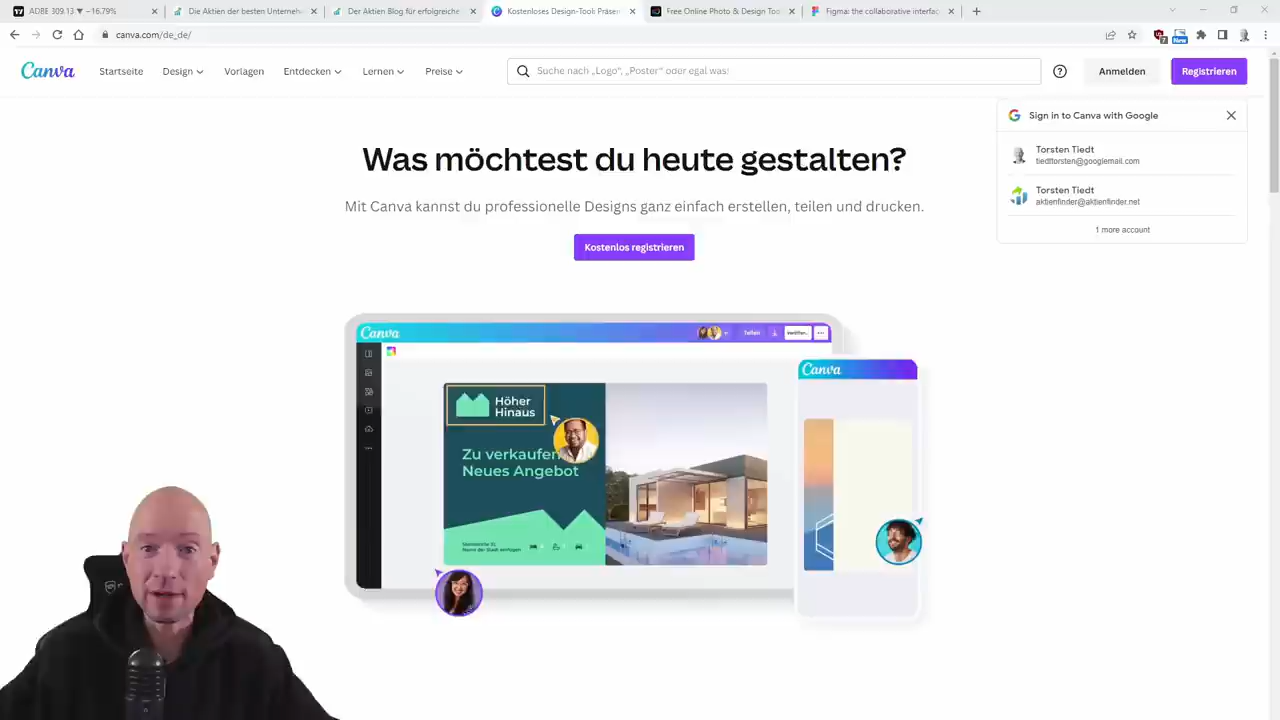 ADBE 309.13 ▼ −16.79%
Die Aktien der besten Unterneh
Der Aktien Blog für erfolgreiche
Kostenloses Design-Tool: Präsen
Free Online Photo & Design Too
Figma: the collaborative interfac
canva.com/de_de/
New
Canva
Startseite
Design
Vorlagen
Entdecken
Lernen
Preise
Suche nach „Logo“, „Poster“ oder egal was!
Anmelden
Registrieren
Sign in to Canva with Google
Torsten Tiedt
tiedttorsten@googlemail.com
Torsten Tiedt
aktienfinder@aktienfinder.net
1 more account
Was möchtest du heute gestalten?
Mit Canva kannst du professionelle Designs ganz einfach erstellen, teilen und drucken.
Kostenlos registrieren
Canva
Teilen
Canva
Höher
Hinaus
Zu verkaufen
Neues Angebot